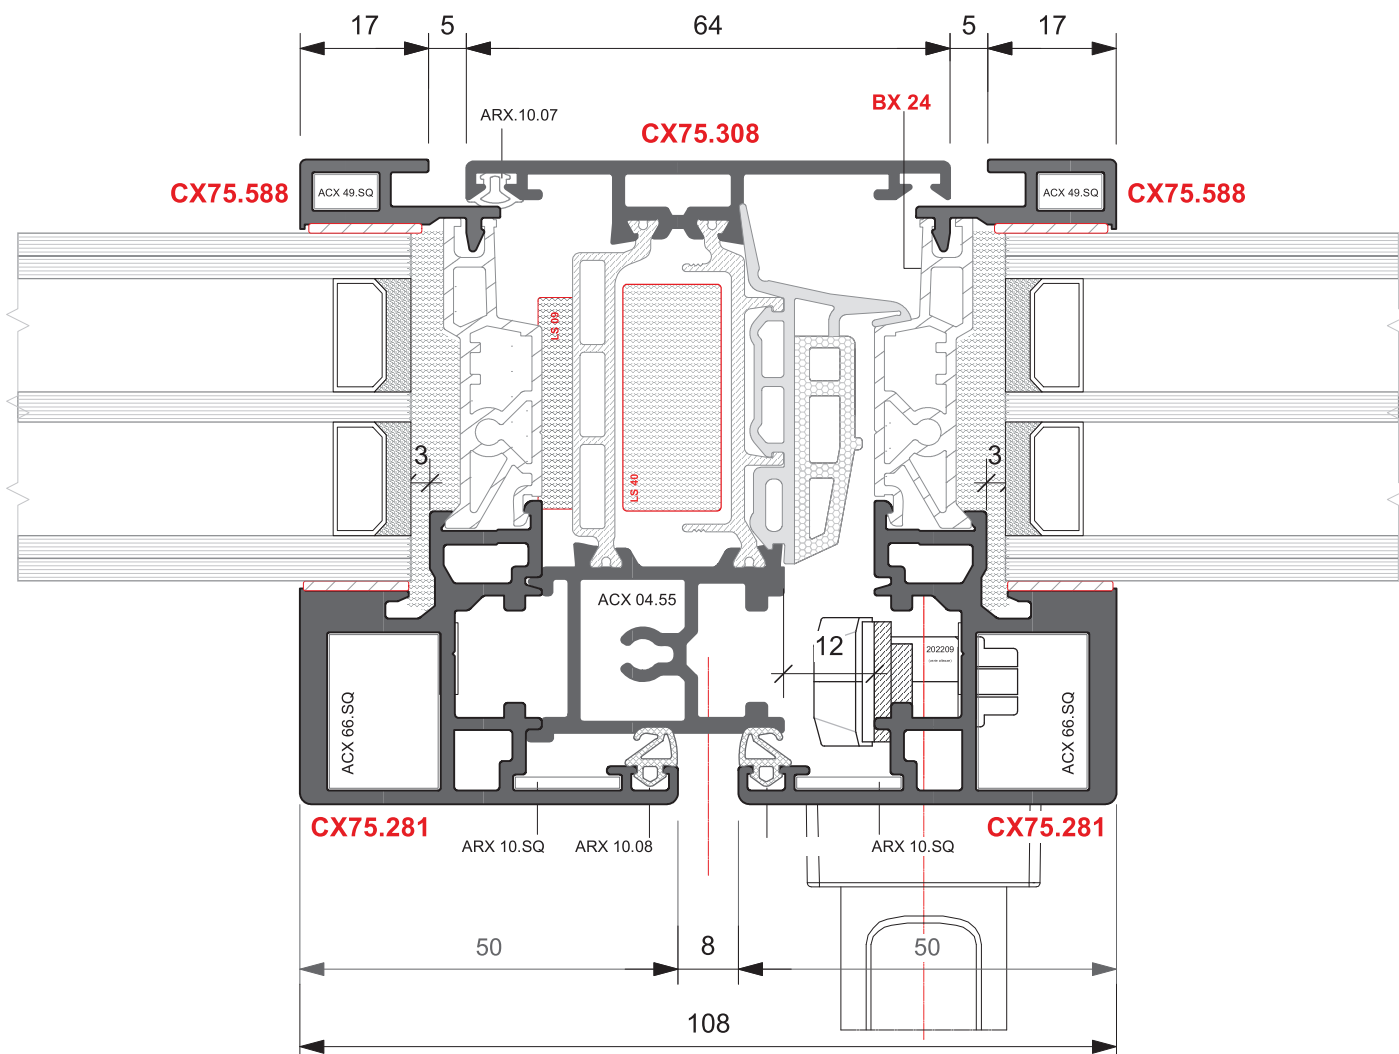 17 5 64 5 17
ARX.10.07
BX 24
CX75.308
CX75.588
ACX 49.SQ
ACX 49.SQ
CX75.588
LS 09
LS 40
3
3
ACX 04.55
12
202209
ACX 66.SQ
ACX 66.SQ
CX75.281
CX75.281
ARX 10.SQ
ARX 10.08
ARX 10.SQ
50 8 50
108